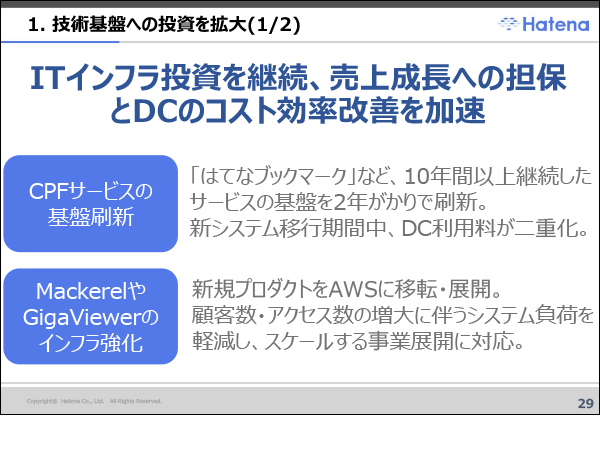 1. 技術基盤への投資を拡大(1/2)
Hatena
ITインフラ投資を継続、売上成長への担保
とDCのコスト効率改善を加速
CPFサービスの
基盤刷新
「はてなブックマーク」など、10年間以上継続した
サービスの基盤を2年がかりで刷新。
新システム移行期間中、DC利用料が二重化。
Mackerelや
GigaViewerの
インフラ強化
新規プロダクトをAWSに移転・展開。
顧客数・アクセス数の増大に伴うシステム負荷を
軽減し、スケールする事業展開に対応。
Copyright© Hatena Co., Ltd. All Rights Reserved.
29